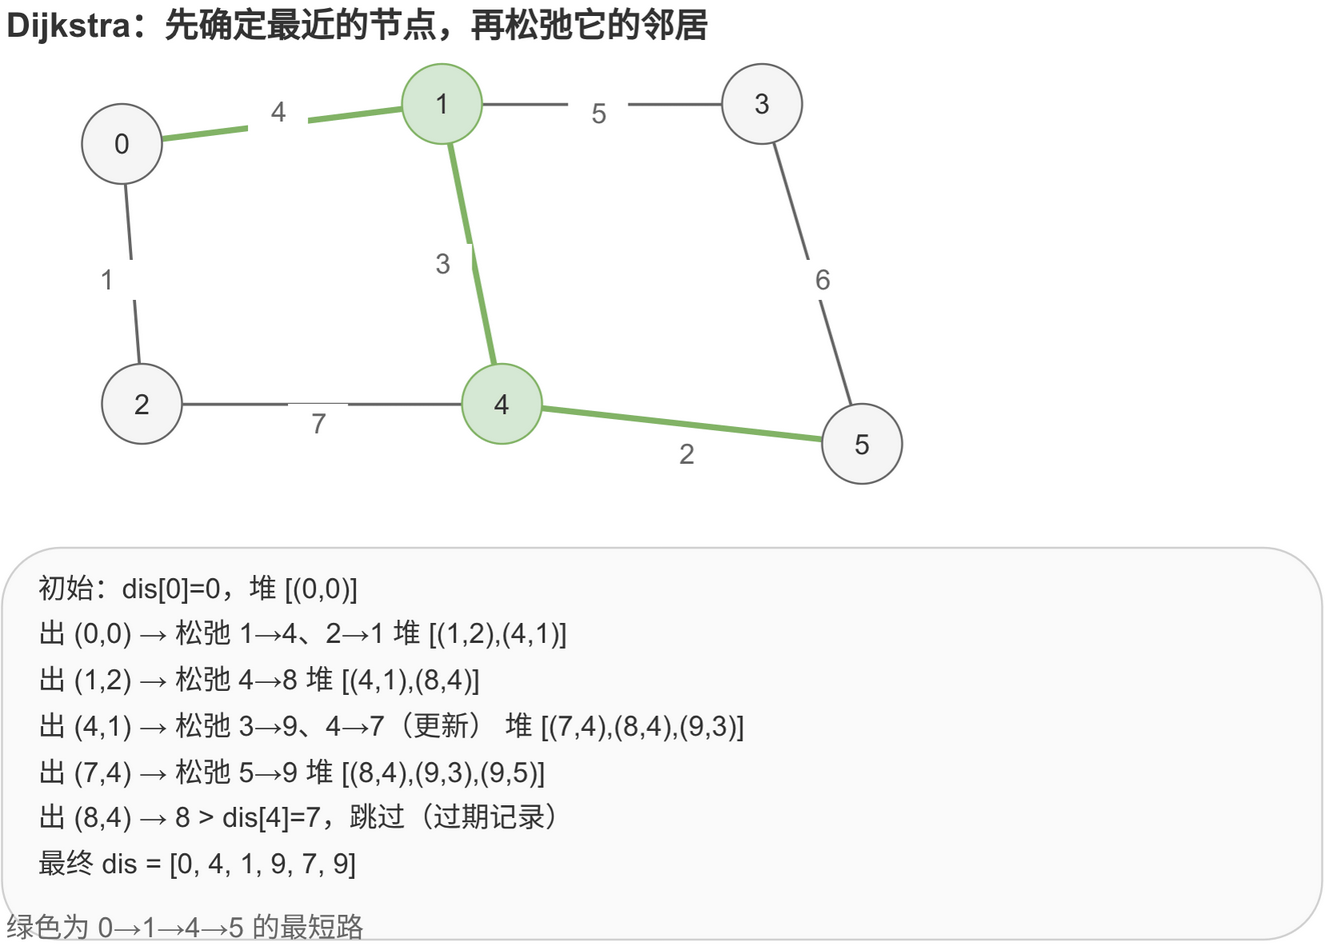 Dijkstra：先确定最近的节点，再松弛它的邻居
0
4
1
5
3
1
3
6
2
7
4
2
5
初始：dis[0]=0，堆 [(0,0)]
出 (0,0) → 松弛 1→4、2→1 堆 [(1,2),(4,1)]
出 (1,2) → 松弛 4→8 堆 [(4,1),(8,4)]
出 (4,1) → 松弛 3→9、4→7（更新） 堆 [(7,4),(8,4),(9,3)]
出 (7,4) → 松弛 5→9 堆 [(8,4),(9,3),(9,5)]
出 (8,4) → 8 > dis[4]=7，跳过（过期记录）
最终 dis = [0, 4, 1, 9, 7, 9]
绿色为 0→1→4→5 的最短路